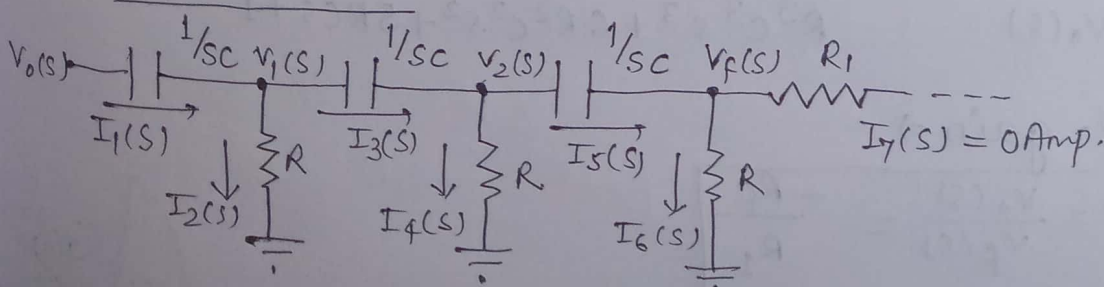 1/SC 1/SC 1/SC
V₀(S) V₁(S) V₂(S) Vf(S) R₁
I₁(S) I₃(S) I₅(S) I₇(S) = 0Amp.
R R R
I₂(S) I₄(S) I₆(S)